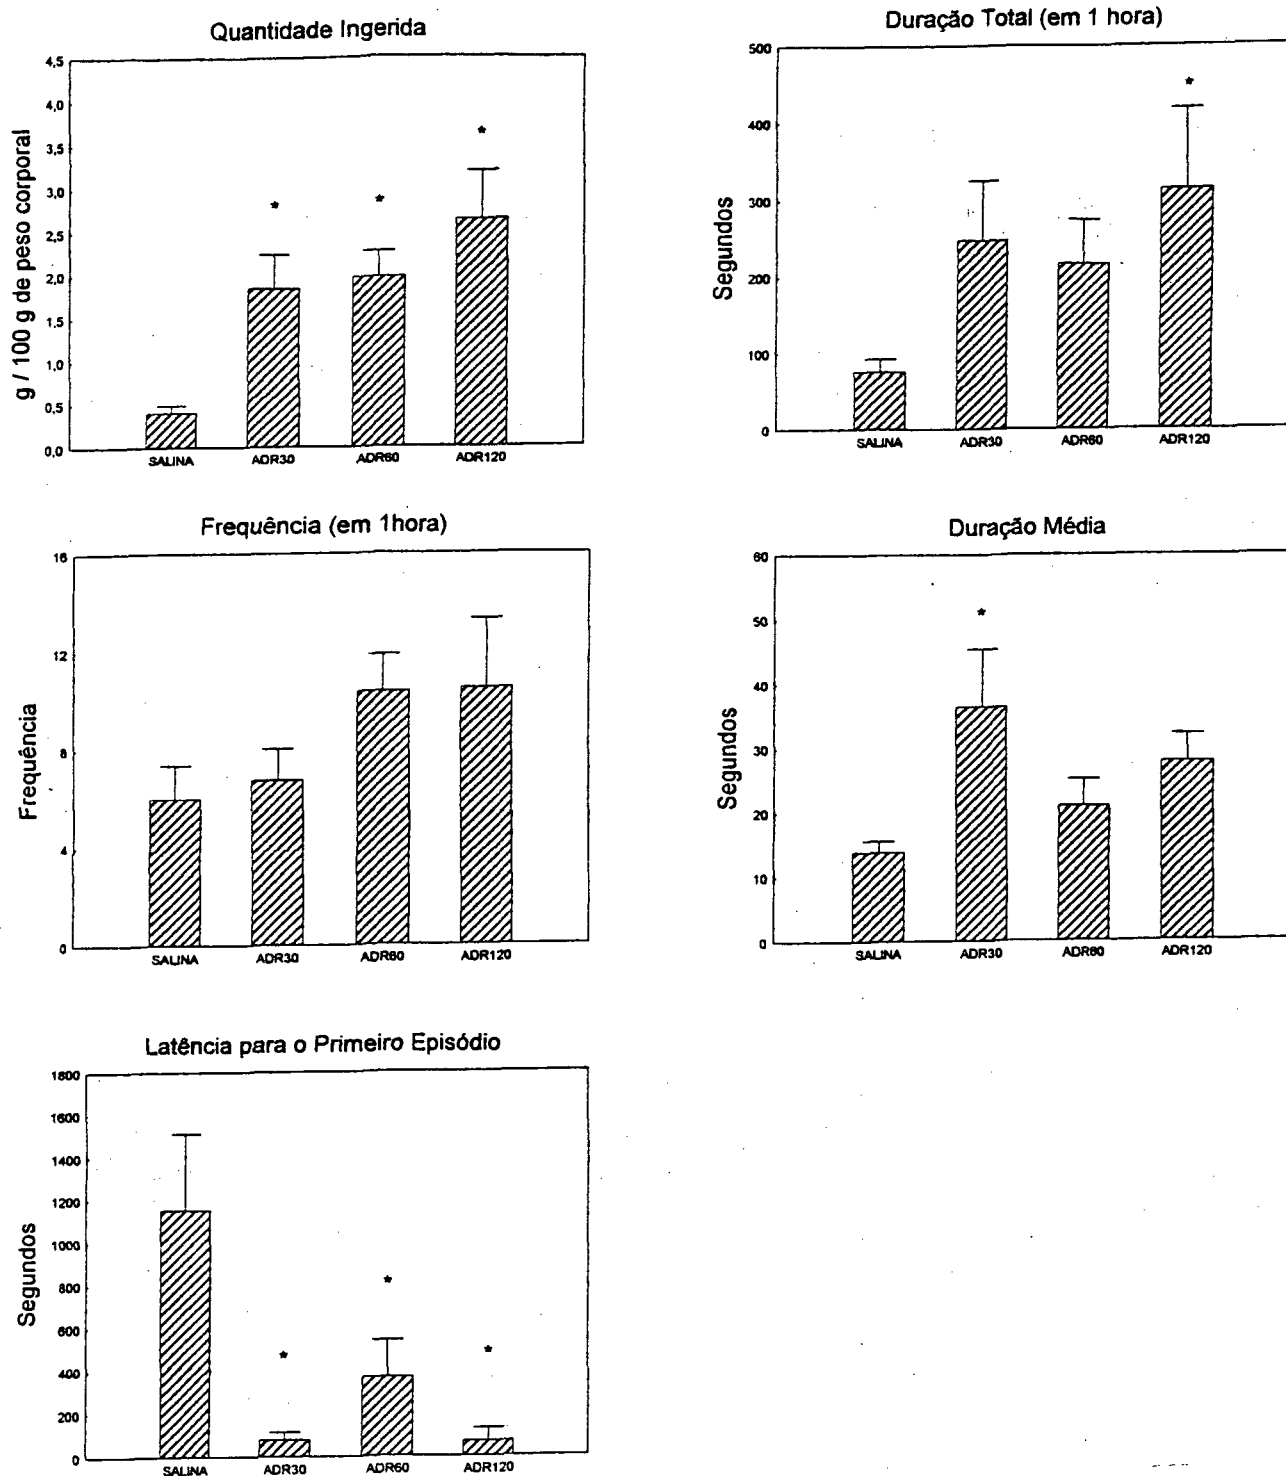 Quantidade Ingerida
4,5
4,0
3,5
3,0
2,5
2,0
1,5
1,0
0,5
0,0
g / 100 g de peso corporal
SALINA ADR30 ADR60 ADR120
* * *
Duração Total (em 1 hora)
500
400
300
200
100
0
Segundos
SALINA ADR30 ADR60 ADR120
*
Frequência (em 1hora)
16
12
8
4
0
Frequência
SALINA ADR30 ADR60 ADR120
Duração Média
60
50
40
30
20
10
0
Segundos
SALINA ADR30 ADR60 ADR120
*
Latência para o Primeiro Episódio
1800
1600
1400
1200
1000
800
600
400
200
0
Segundos
SALINA ADR30 ADR60 ADR120
* * *